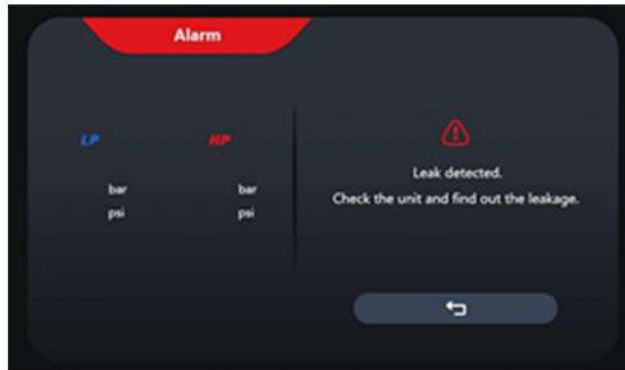 Alarm
LP HP
bar bar
psi psi
Leak detected.
Check the unit and find out the leakage.